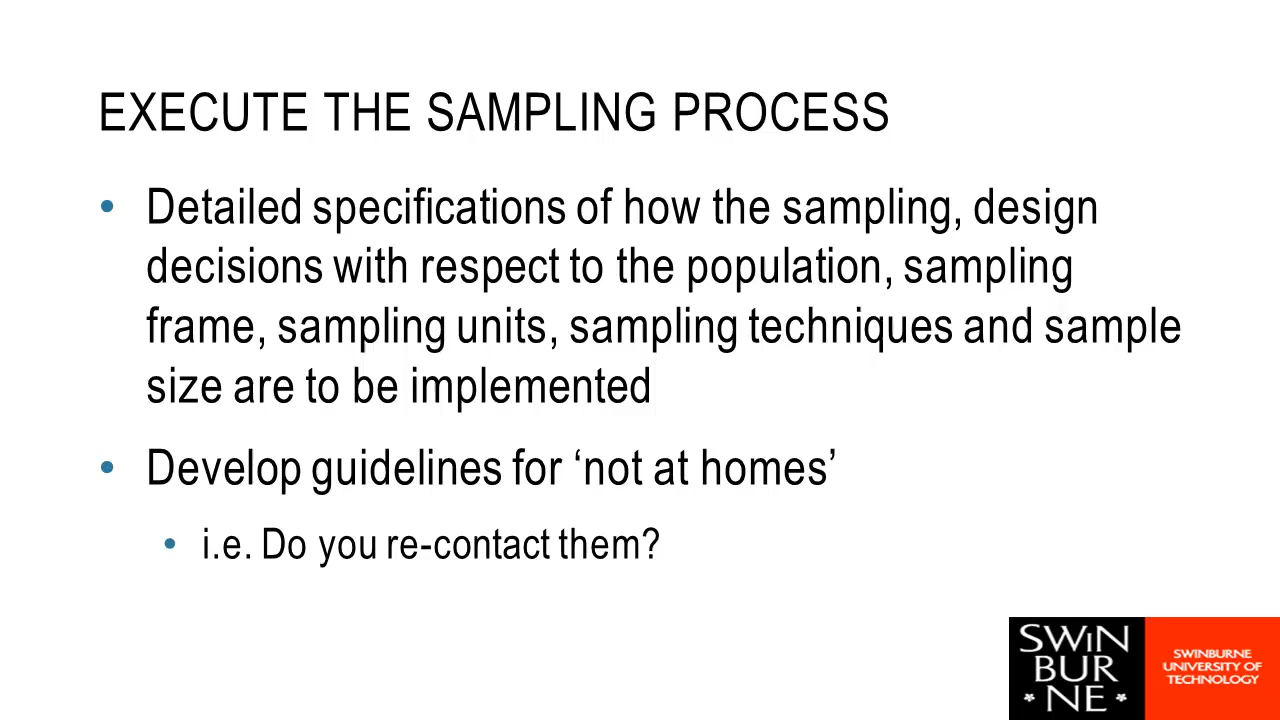 EXECUTE THE SAMPLING PROCESS
• Detailed specifications of how the sampling, design
decisions with respect to the population, sampling
frame, sampling units, sampling techniques and sample
size are to be implemented
• Develop guidelines for ‘not at homes’
• i.e. Do you re-contact them?
SWIN
BUR
* NE *
SWINBURNE
UNIVERSITY OF
TECHNOLOGY